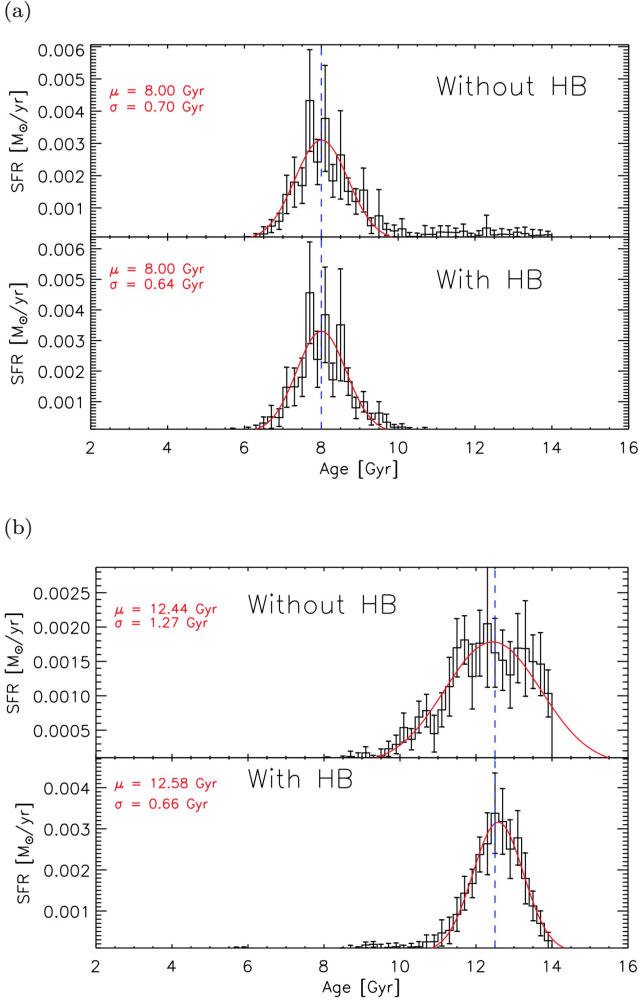 (a)
0.006
0.005
0.004
0.003
0.002
0.001
SFR [M⊙/yr]
μ = 8.00 Gyr
σ = 0.70 Gyr
Without HB
0.006
0.005
0.004
0.003
0.002
0.001
SFR [M⊙/yr]
μ = 8.00 Gyr
σ = 0.64 Gyr
With HB
2 4 6 8 10 12 14 16
Age [Gyr]
(b)
0.0025
0.0020
0.0015
0.0010
0.0005
SFR [M⊙/yr]
μ = 12.44 Gyr
σ = 1.27 Gyr
Without HB
0.004
0.003
0.002
0.001
SFR [M⊙/yr]
μ = 12.58 Gyr
σ = 0.66 Gyr
With HB
2 4 6 8 10 12 14 16
Age [Gyr]